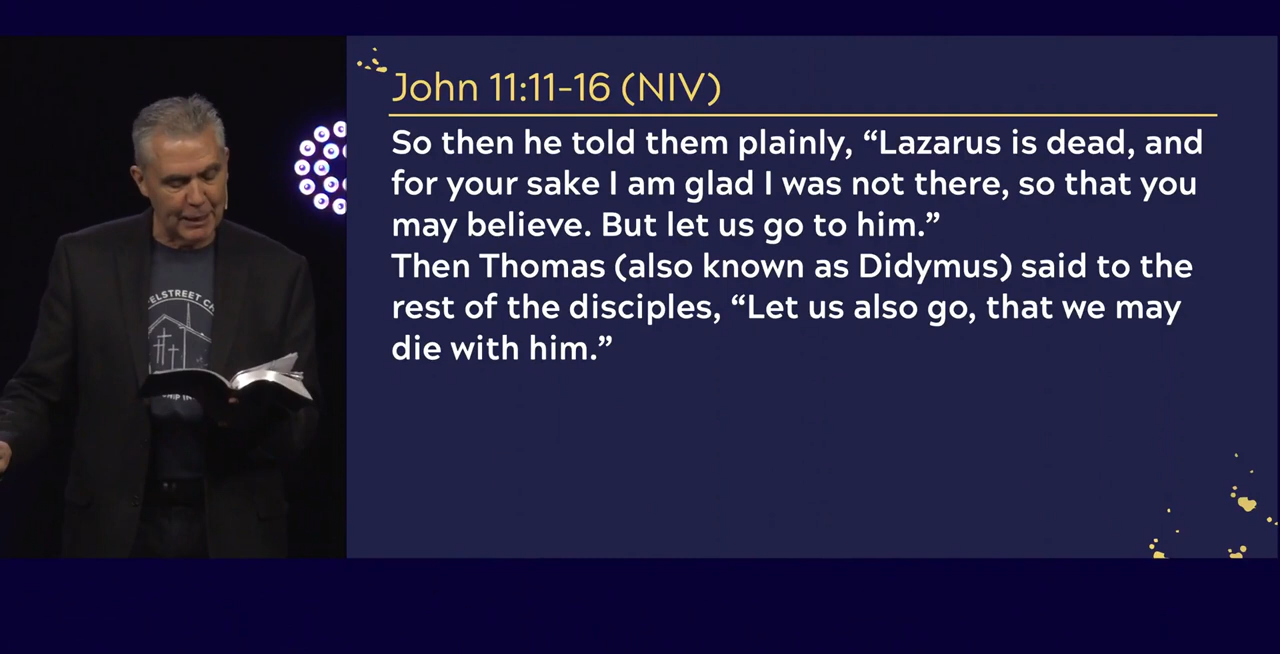 John 11:11-16 (NIV)
So then he told them plainly, “Lazarus is dead, and
for your sake I am glad I was not there, so that you
may believe. But let us go to him.”
Then Thomas (also known as Didymus) said to the
rest of the disciples, “Let us also go, that we may
die with him.”